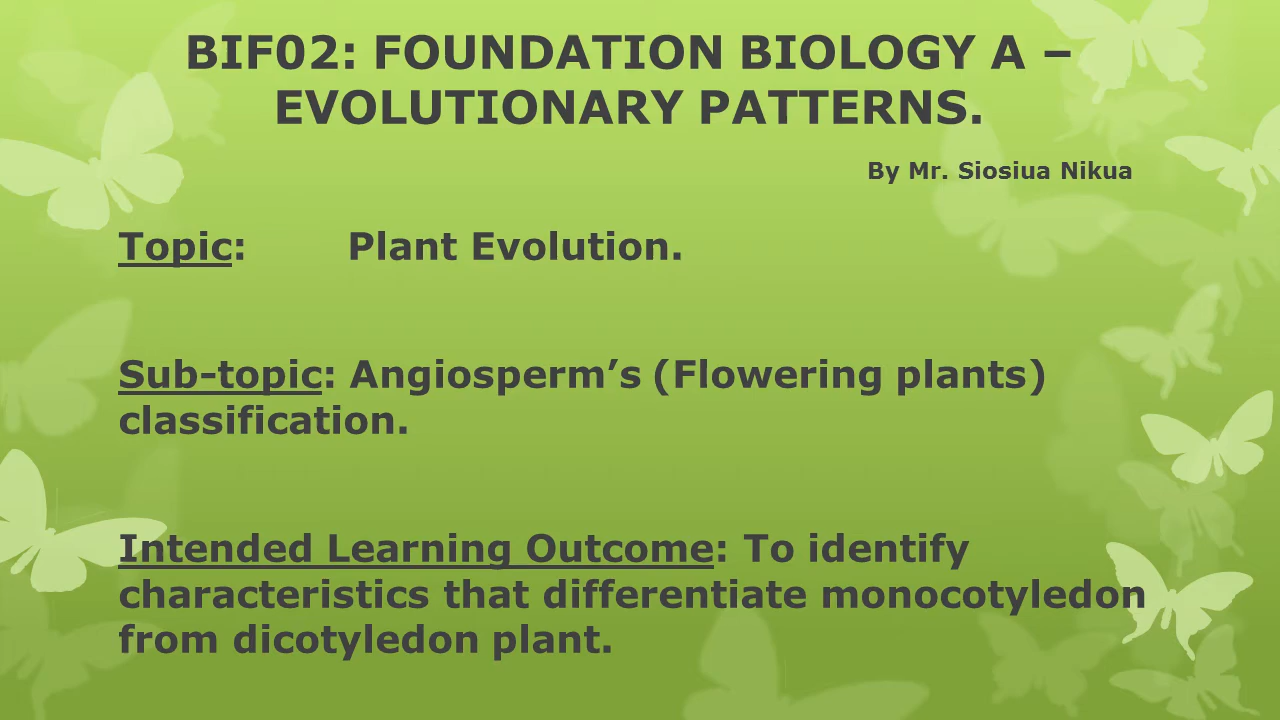 BIF02: FOUNDATION BIOLOGY A –
EVOLUTIONARY PATTERNS.
By Mr. Siosiua Nikua
Topic: Plant Evolution.
Sub-topic: Angiosperm’s (Flowering plants)
classification.
Intended Learning Outcome: To identify
characteristics that differentiate monocotyledon
from dicotyledon plant.